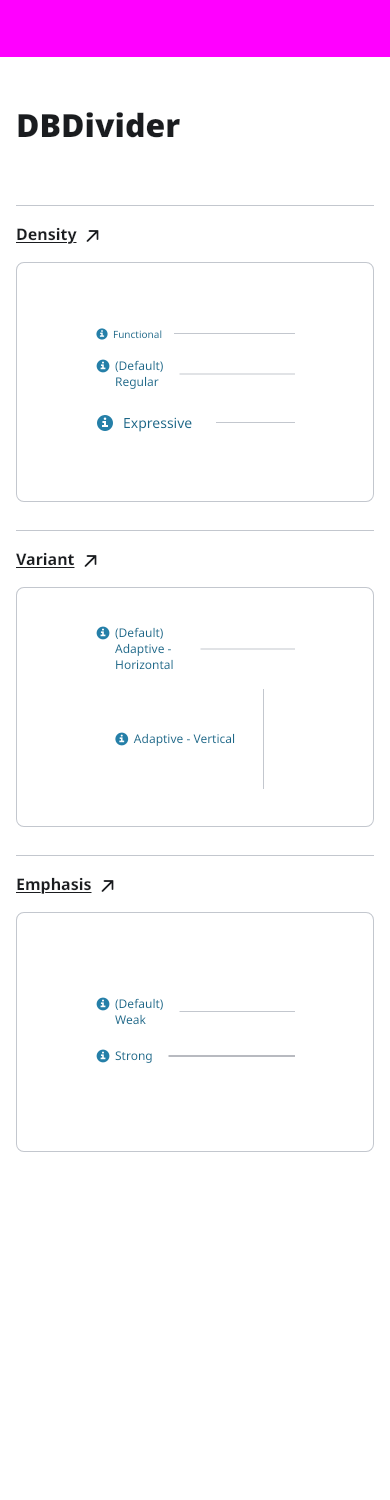 DBDivider
Density
Functional
(Default)
Regular
Expressive
Variant
(Default)
Adaptive -
Horizontal
Adaptive - Vertical
Emphasis
(Default)
Weak
Strong